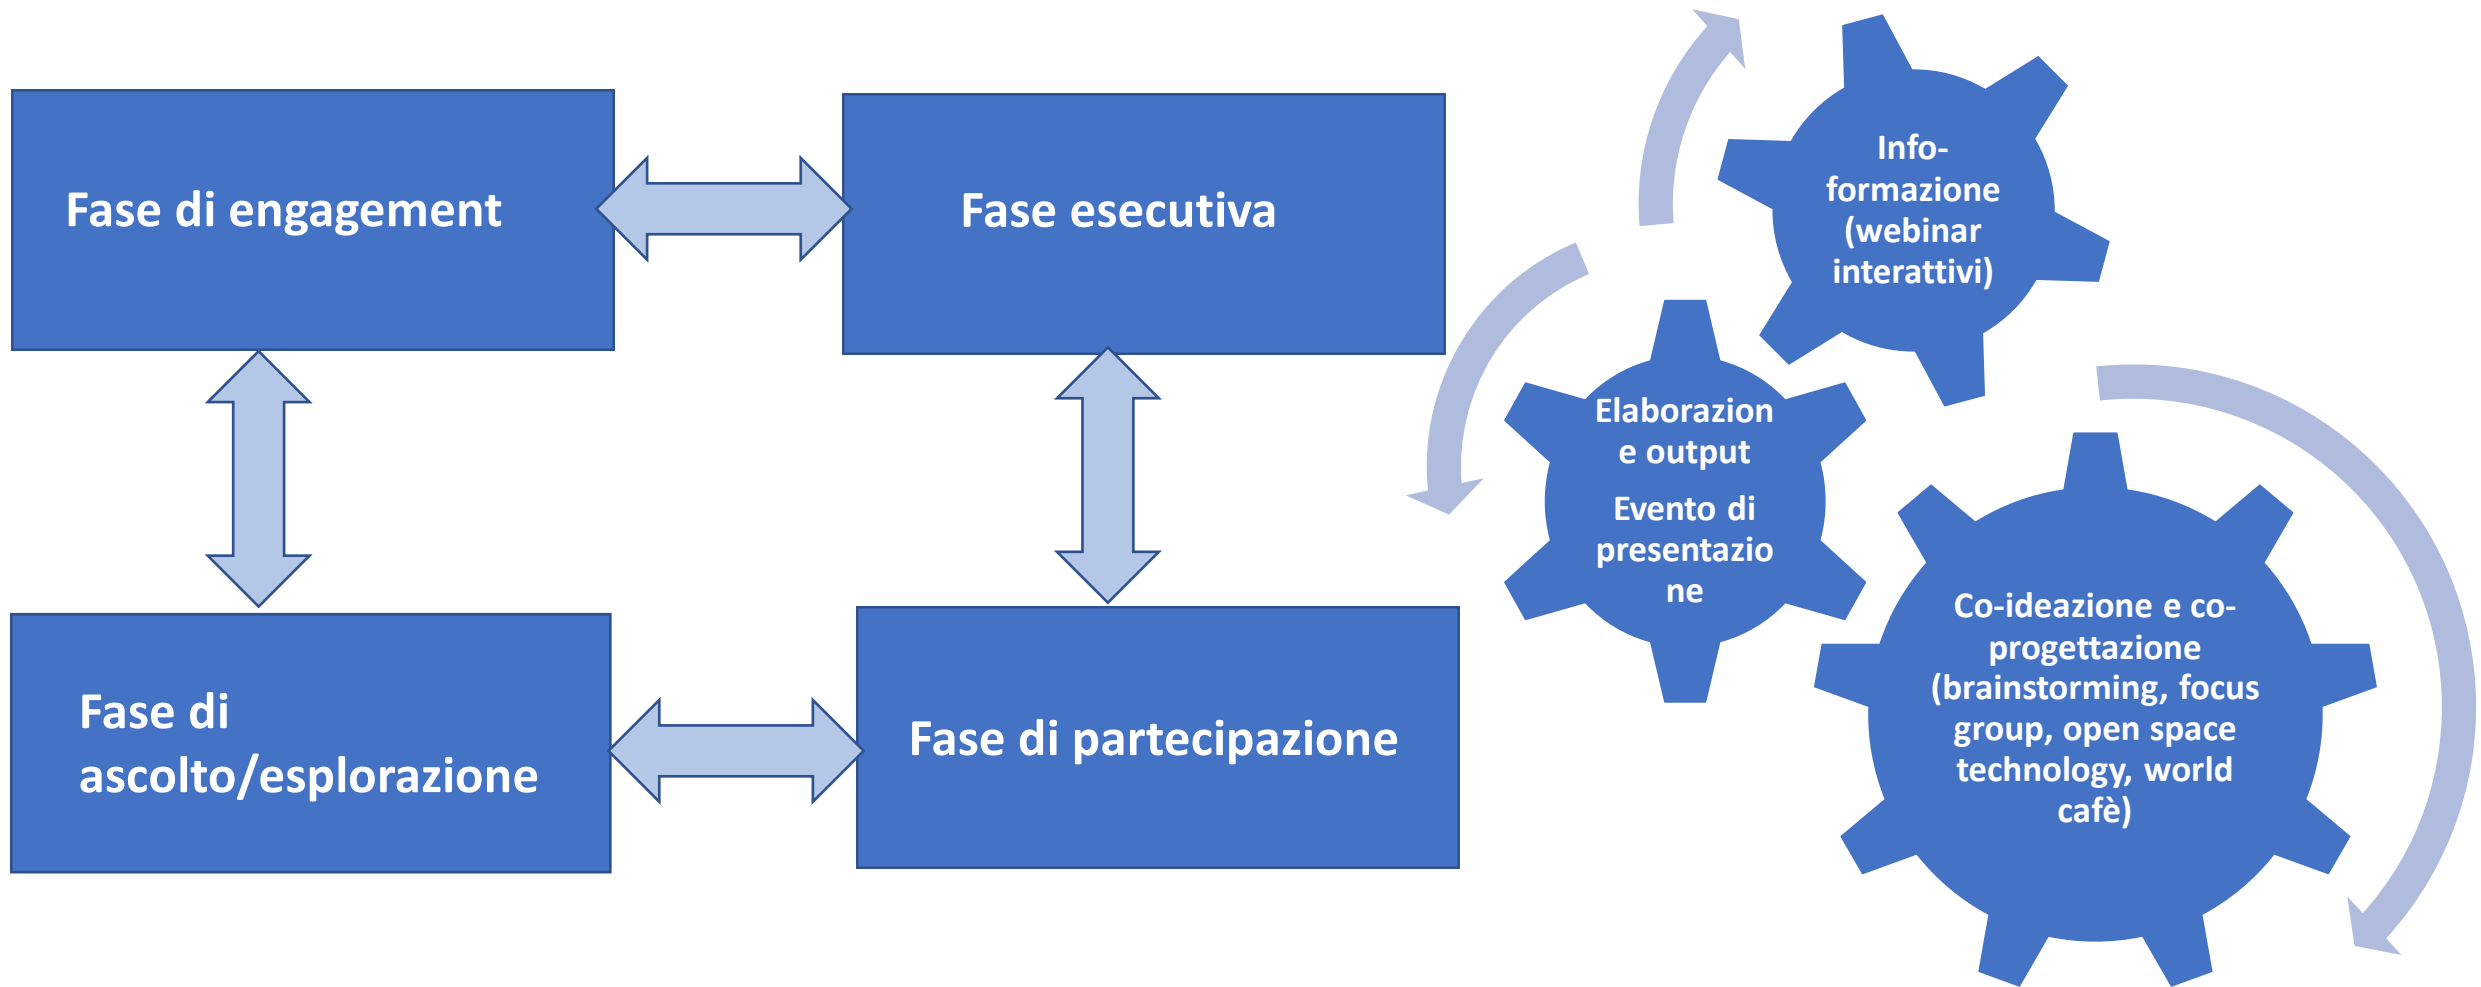 Fase di engagement
Fase esecutiva
Fase di
ascolto/esplorazione
Fase di partecipazione
Info-
formazione
(webinar
interattivi)
Elaborazion
e output
Evento di
presentazio
ne
Co-ideazione e co-
progettazione
(brainstorming, focus
group, open space
technology, world
cafè)